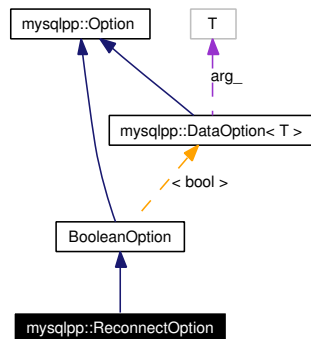 mysqlpp::Option
T
arg_
mysqlpp::DataOption< T >
< bool >
BooleanOption
mysqlpp::ReconnectOption